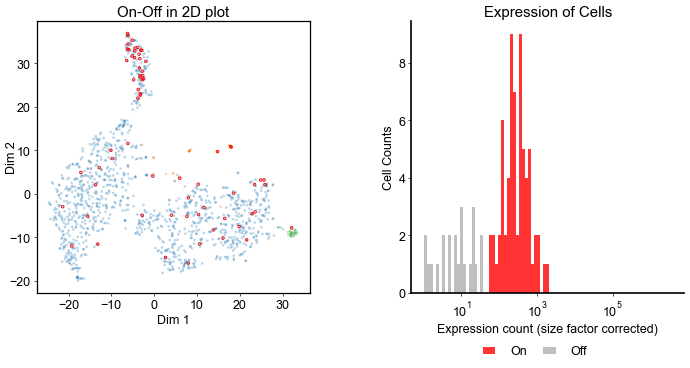 On-Off in 2D plot
Expression of Cells
Dim 2
30
20
10
0
−10
−20
−20 −10 0 10 20 30
Dim 1
Cell Counts
8
6
4
2
0
10^1 10^3 10^5
Expression count (size factor corrected)
On Off